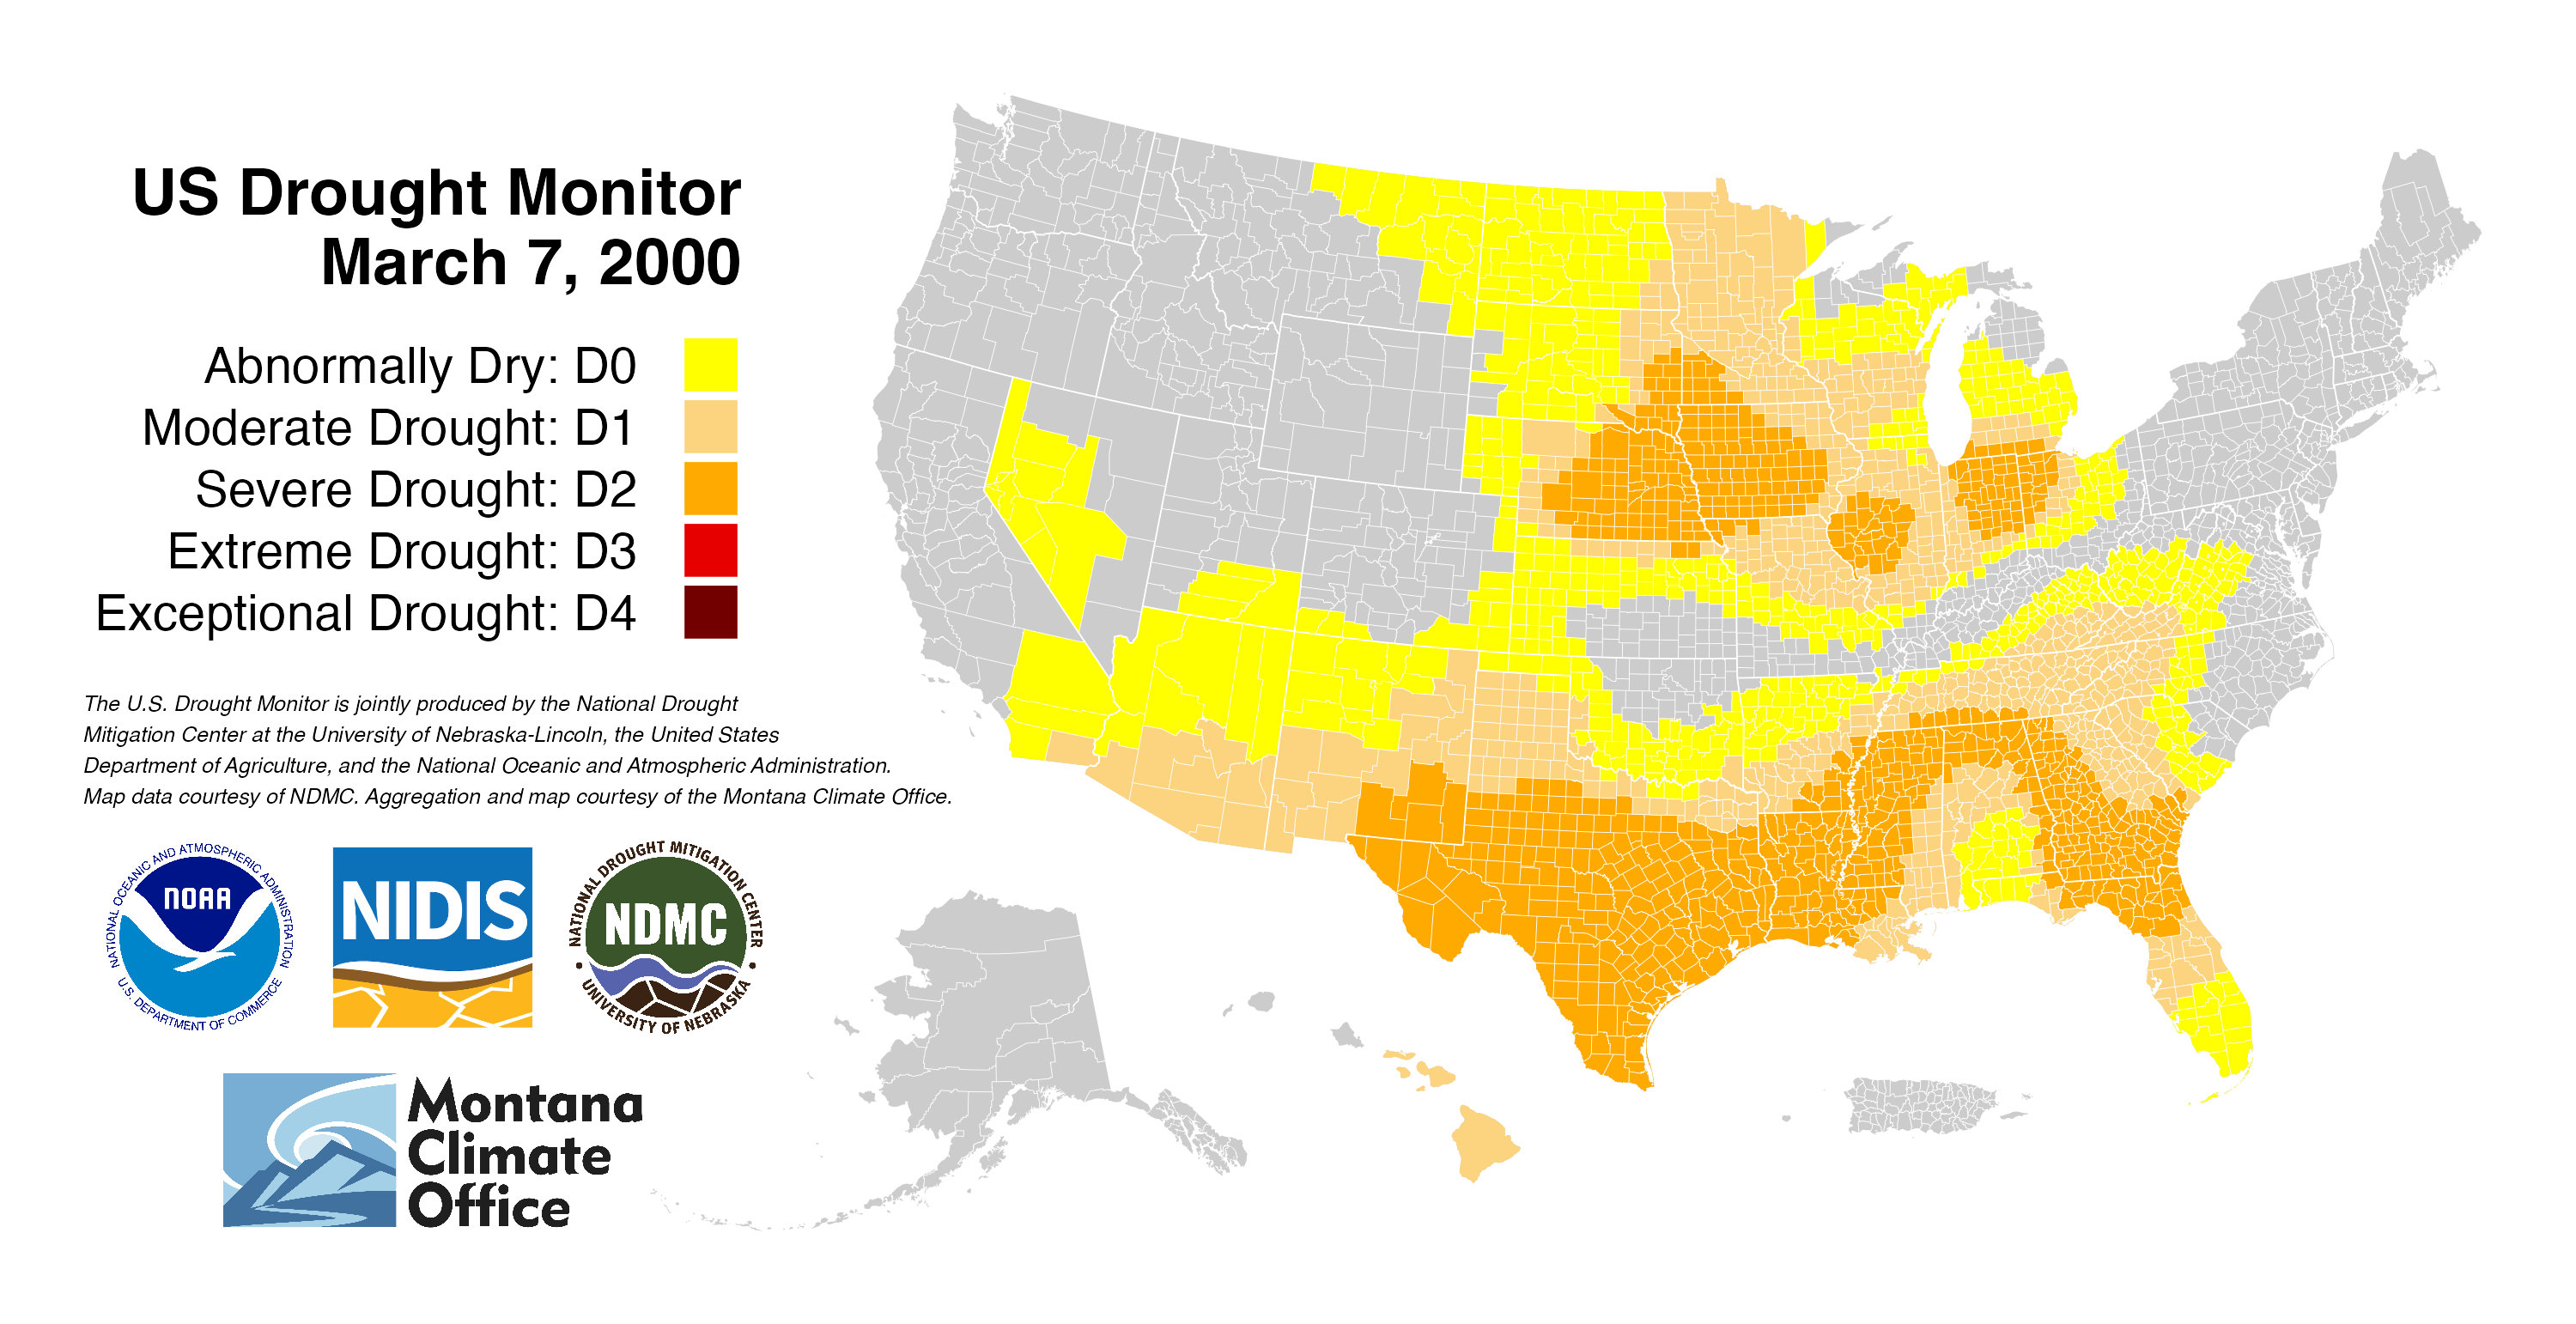 US Drought Monitor
March 7, 2000
Abnormally Dry: D0
Moderate Drought: D1
Severe Drought: D2
Extreme Drought: D3
Exceptional Drought: D4
The U.S. Drought Monitor is jointly produced by the National Drought
Mitigation Center at the University of Nebraska-Lincoln, the United States
Department of Agriculture, and the National Oceanic and Atmospheric Administration.
Map data courtesy of NDMC. Aggregation and map courtesy of the Montana Climate Office.
NATIONAL OCEANIC AND ATMOSPHERIC ADMINISTRATION
NOAA
U.S. DEPARTMENT OF COMMERCE
NIDIS
NATIONAL DROUGHT MITIGATION CENTER
NDMC
UNIVERSITY OF NEBRASKA
Montana
Climate
Office